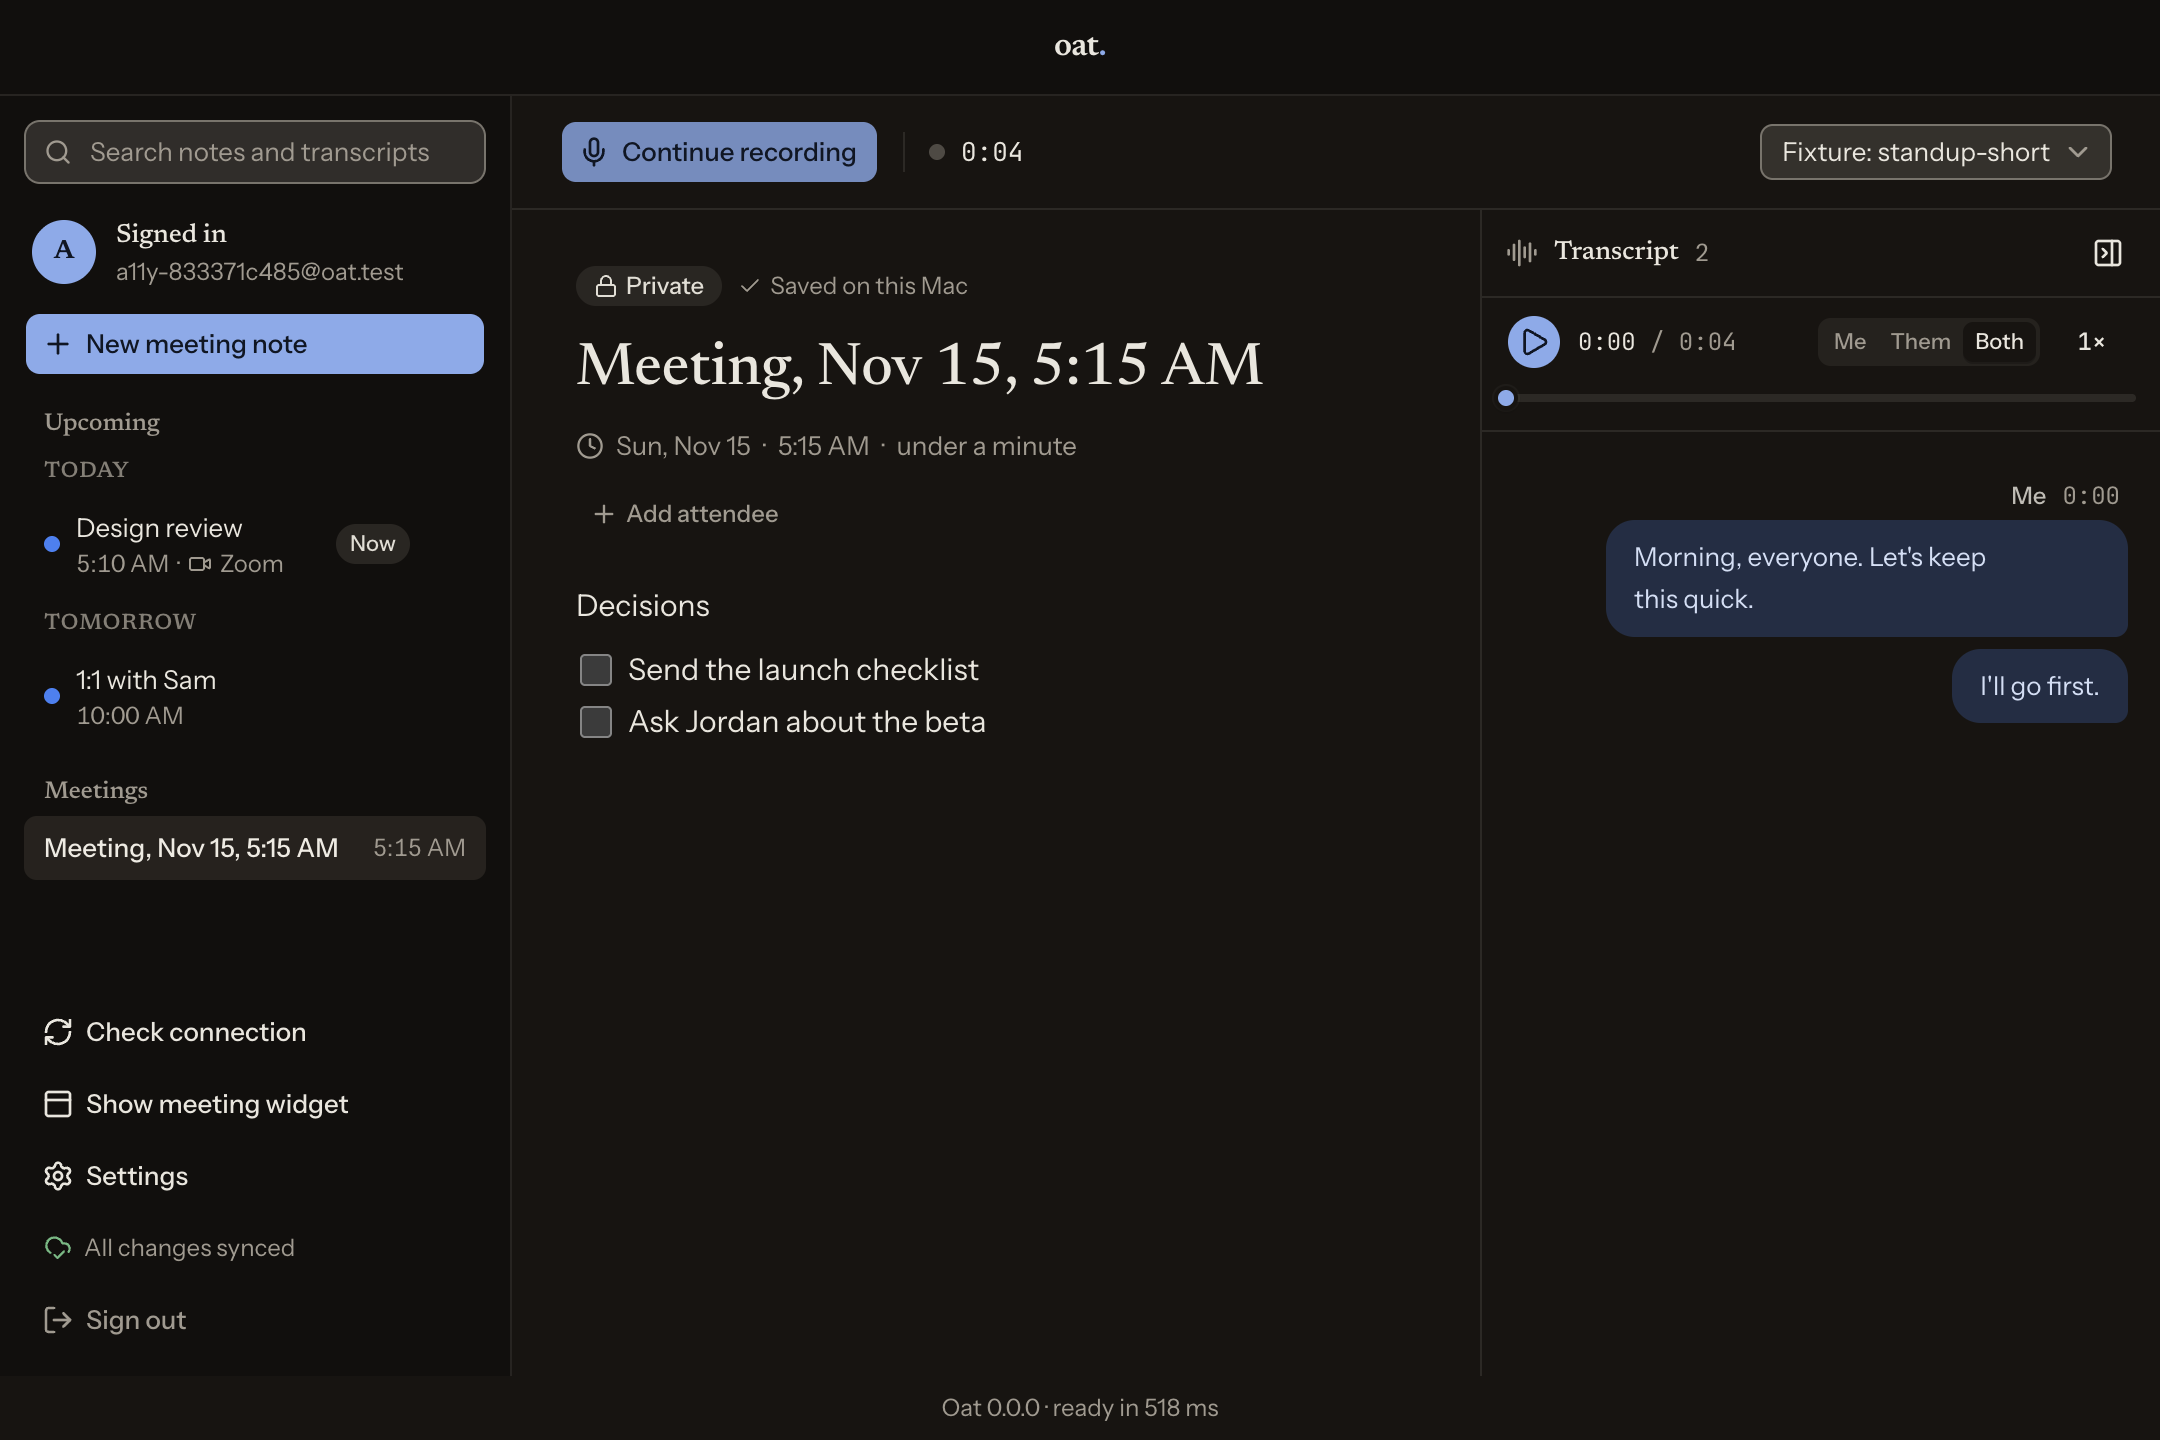 oat.
Search notes and transcripts
A
Signed in
a11y-833371c485@oat.test
New meeting note
Upcoming
TODAY
Design review
5:10 AM · Zoom
Now
TOMORROW
1:1 with Sam
10:00 AM
Meetings
Meeting, Nov 15, 5:15 AM 5:15 AM
Check connection
Show meeting widget
Settings
All changes synced
Sign out
Continue recording
0:04
Fixture: standup-short
Private
Saved on this Mac
Meeting, Nov 15, 5:15 AM
Sun, Nov 15 · 5:15 AM · under a minute
Add attendee
Decisions
Send the launch checklist
Ask Jordan about the beta
Transcript 2
0:00 / 0:04
Me Them Both
1×
Me 0:00
Morning, everyone. Let's keep
this quick.
I'll go first.
Oat 0.0.0 · ready in 518 ms